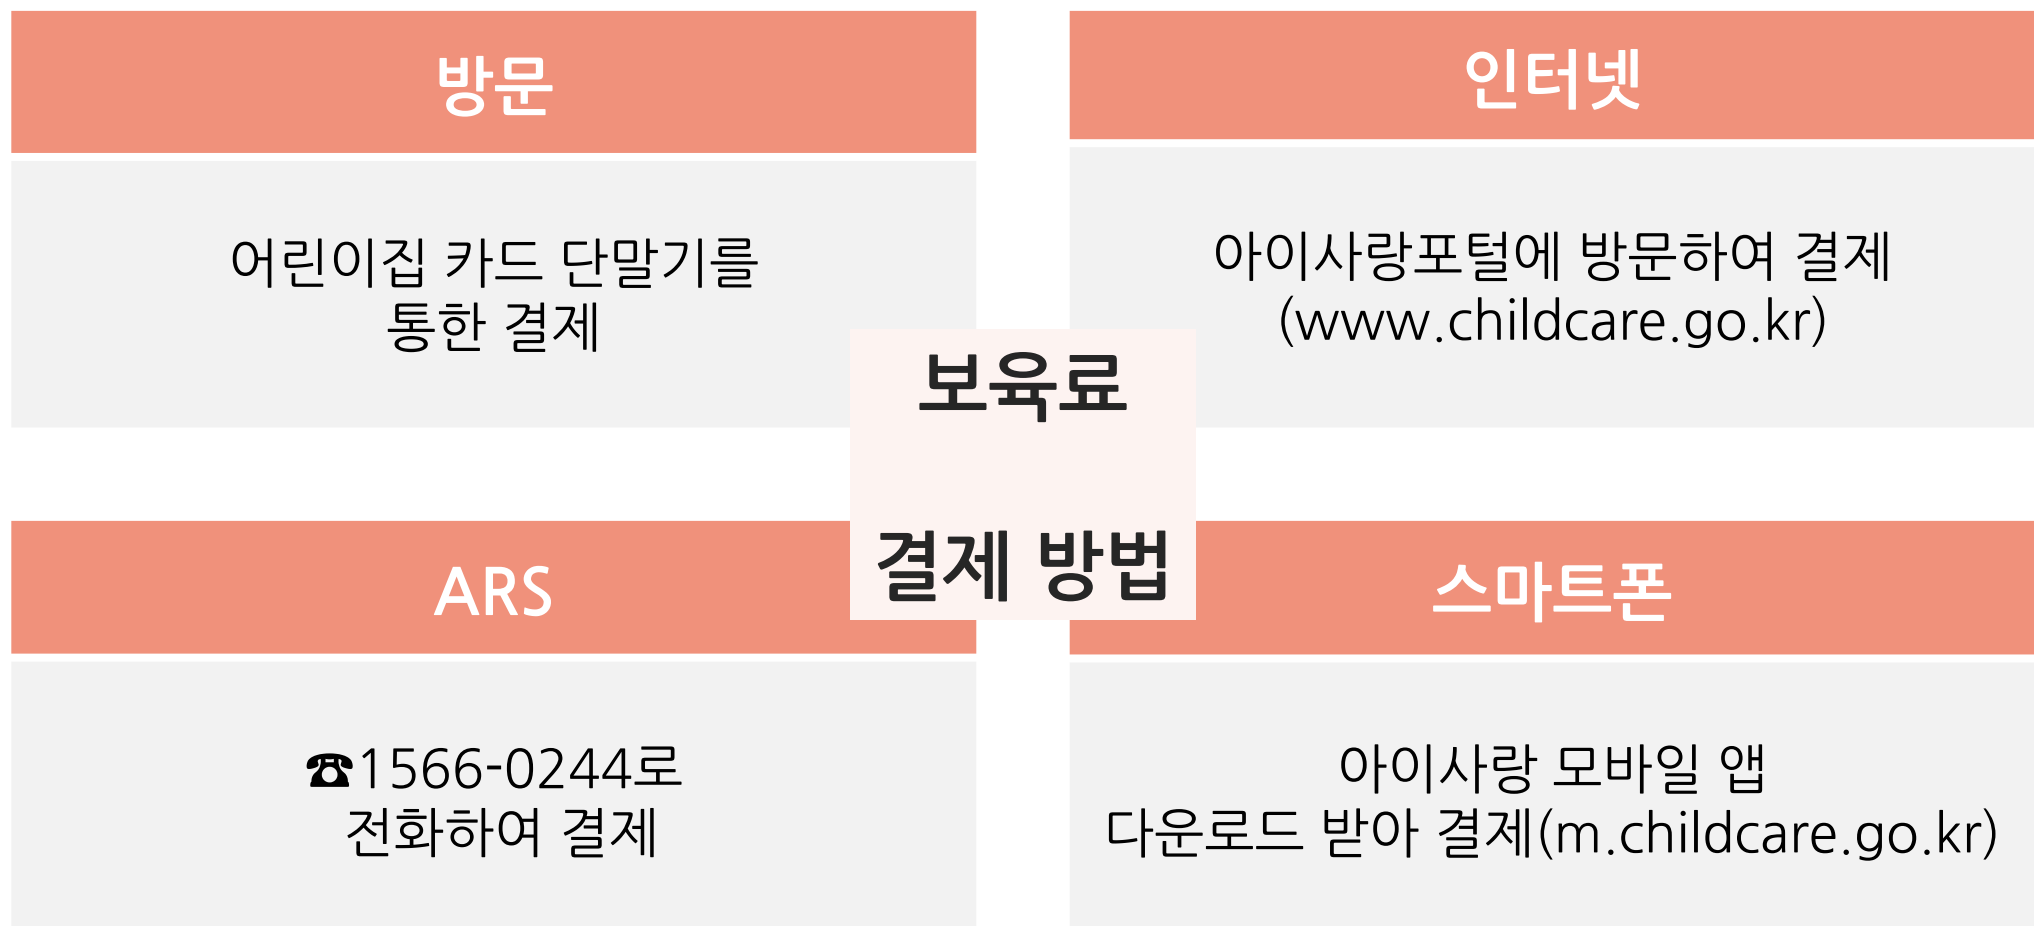 방문
어린이집 카드 단말기를
통한 결제
인터넷
아이사랑포털에 방문하여 결제
(www.childcare.go.kr)
보육료
결제 방법
ARS
☎1566-0244로
전화하여 결제
스마트폰
아이사랑 모바일 앱
다운로드 받아 결제(m.childcare.go.kr)